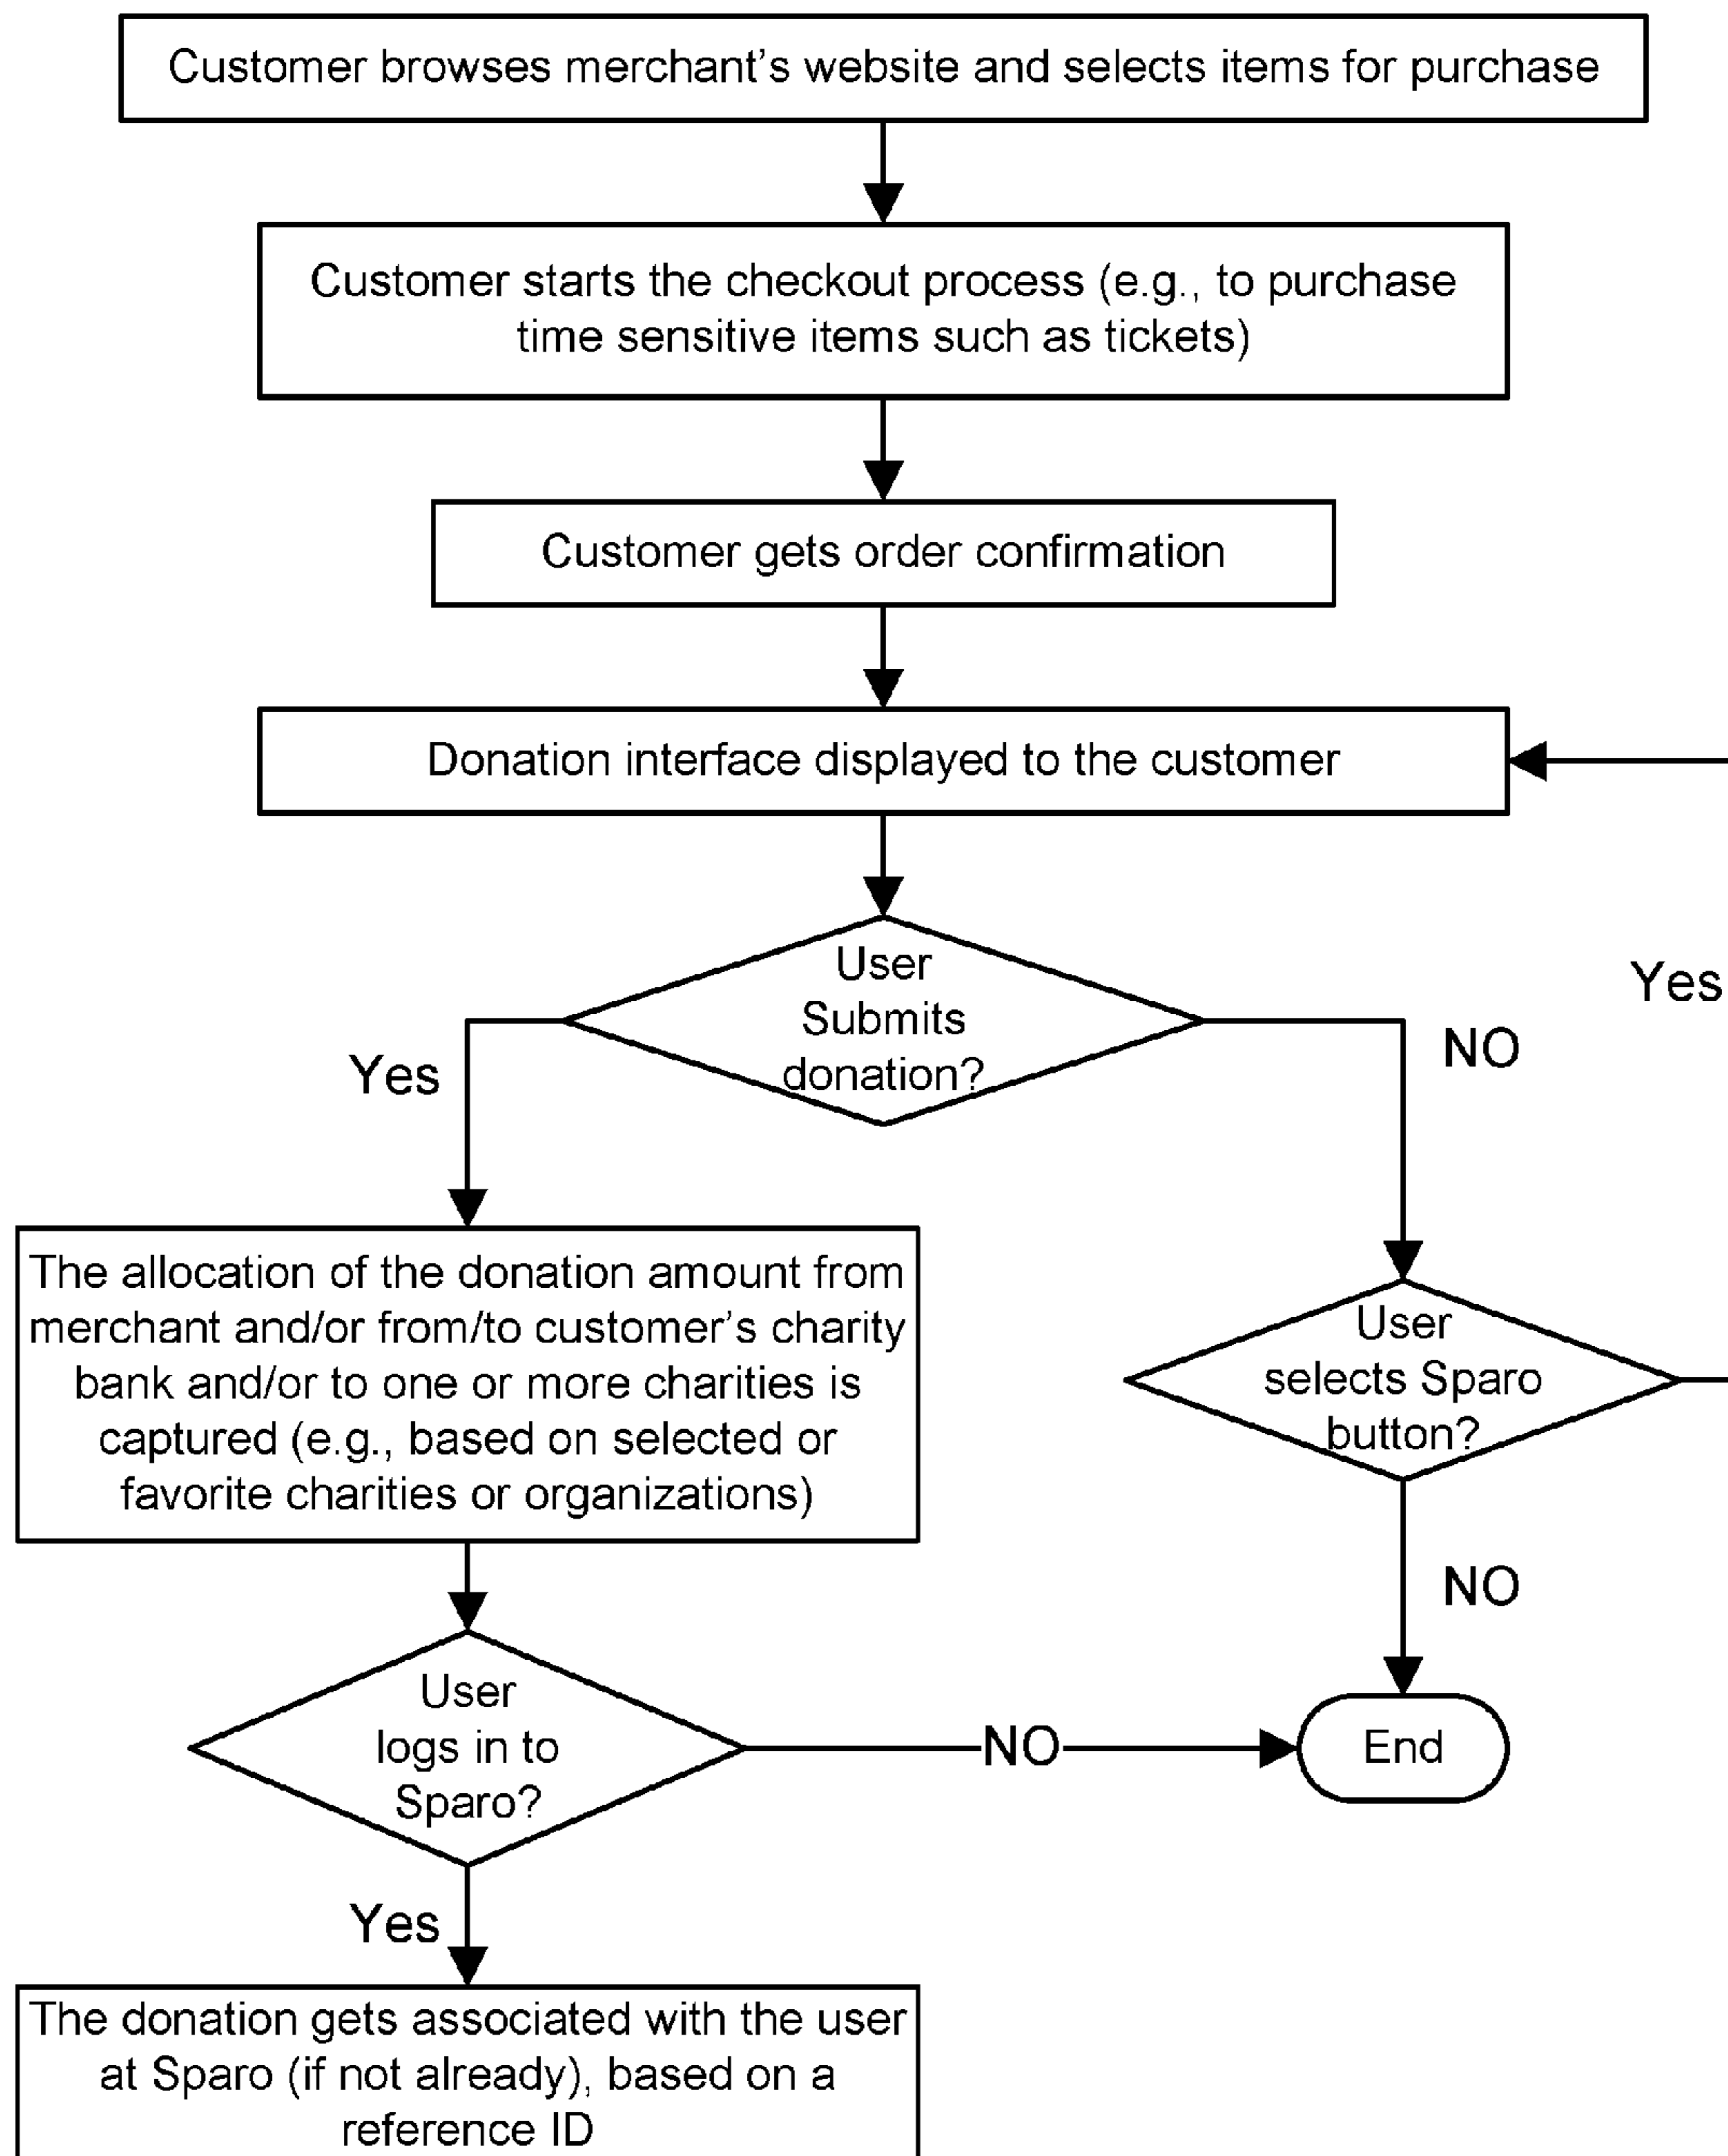 Customer browses merchant's website and selects items for purchase
Customer starts the checkout process (e.g., to purchase
time sensitive items such as tickets)
Customer gets order confirmation
Donation interface displayed to the customer
User
Submits
donation?
Yes
NO
Yes
The allocation of the donation amount from
merchant and/or from/to customer's charity
bank and/or to one or more charities is
captured (e.g., based on selected or
favorite charities or organizations)
User
selects Sparo
button?
NO
User
logs in to
Sparo?
NO
End
Yes
The donation gets associated with the user
at Sparo (if not already), based on a
reference ID